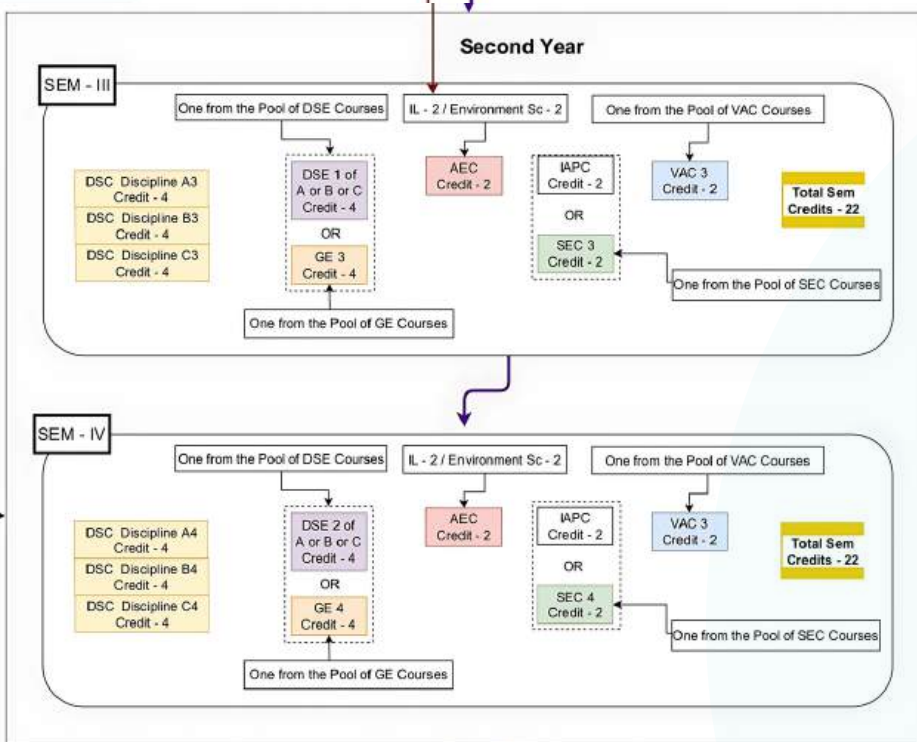 Second Year
SEM - III
One from the Pool of DSE Courses
IL - 2 / Environment Sc - 2
One from the Pool of VAC Courses
DSC Discipline A3
Credit - 4
DSC Discipline B3
Credit - 4
DSC Discipline C3
Credit - 4
DSE 1 of
A or B or C
Credit - 4
OR
GE 3
Credit - 4
One from the Pool of GE Courses
AEC
Credit - 2
IAPC
Credit - 2
OR
SEC 3
Credit - 2
VAC 3
Credit - 2
One from the Pool of SEC Courses
Total Sem
Credits - 22
SEM - IV
One from the Pool of DSE Courses
IL - 2 / Environment Sc - 2
One from the Pool of VAC Courses
DSC Discipline A4
Credit - 4
DSC Discipline B4
Credit - 4
DSC Discipline C4
Credit - 4
DSE 2 of
A or B or C
Credit - 4
OR
GE 4
Credit - 4
One from the Pool of GE Courses
AEC
Credit - 2
IAPC
Credit - 2
OR
SEC 4
Credit - 2
VAC 3
Credit - 2
One from the Pool of SEC Courses
Total Sem
Credits - 22